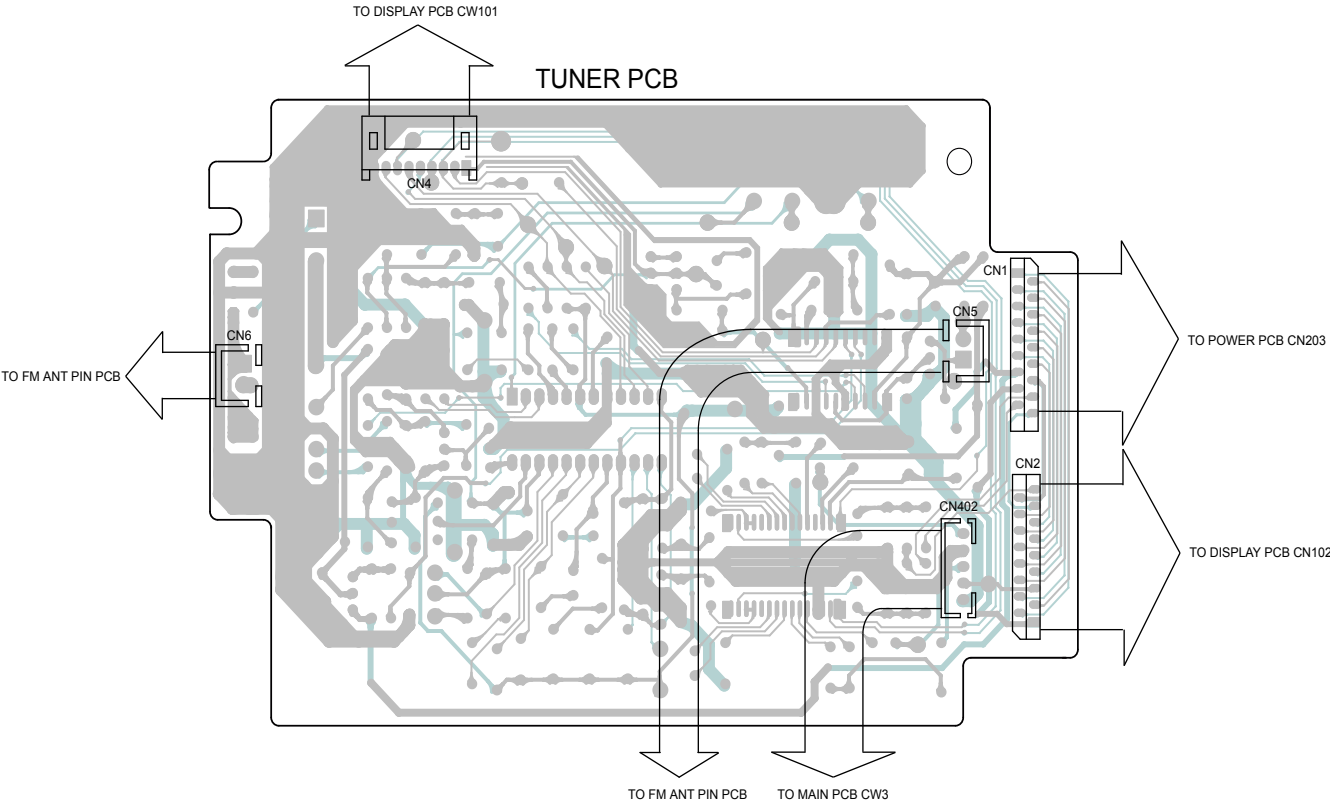 TO DISPLAY PCB CW101
TUNER PCB
CN4
CN1
CN5
CN6
TO POWER PCB CN203
TO FM ANT PIN PCB
CN2
CN402
TO DISPLAY PCB CN102
TO FM ANT PIN PCB
TO MAIN PCB CW3